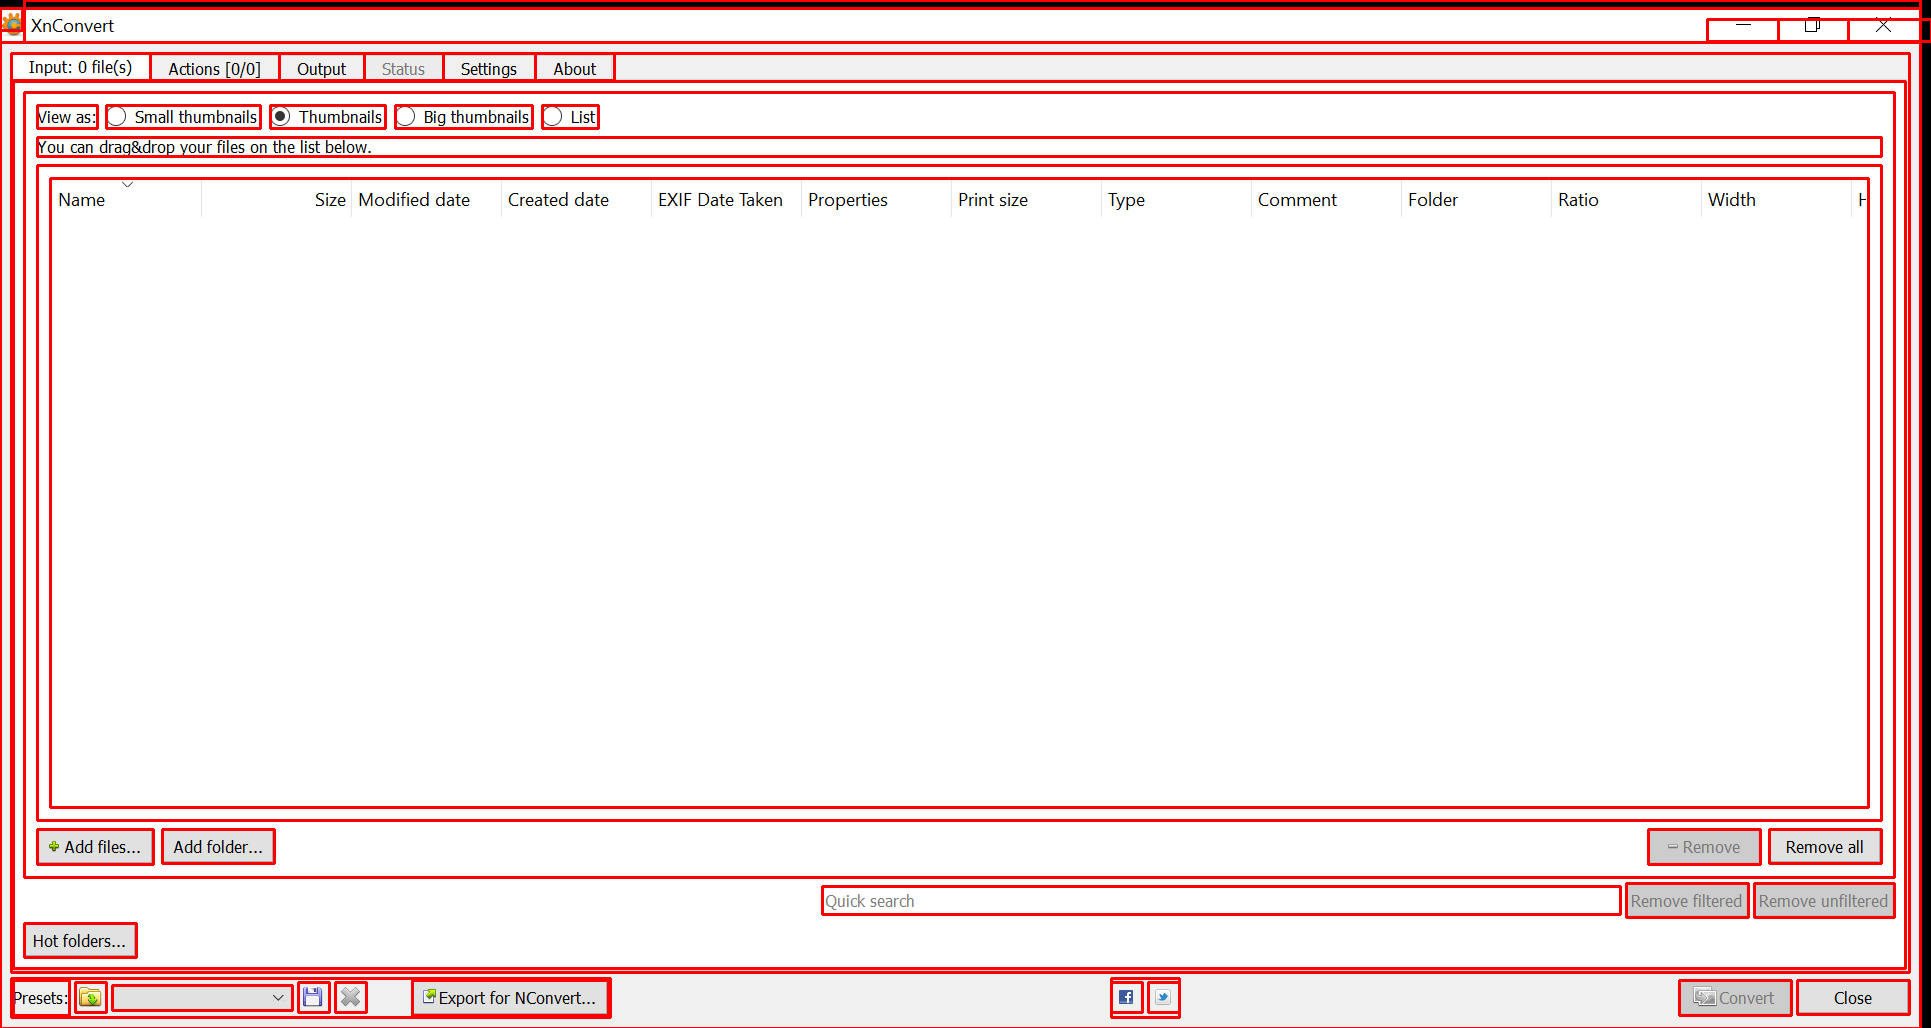 XnConvert
Input: 0 file(s) Actions [0/0] Output Status Settings About
View as: Small thumbnails Thumbnails Big thumbnails List
You can drag&drop your files on the list below.
Name Size Modified date Created date EXIF Date Taken Properties Print size Type Comment Folder Ratio Width
Add files... Add folder... Remove Remove all
Quick search Remove filtered Remove unfiltered
Hot folders...
Presets: Export for NConvert... Convert Close